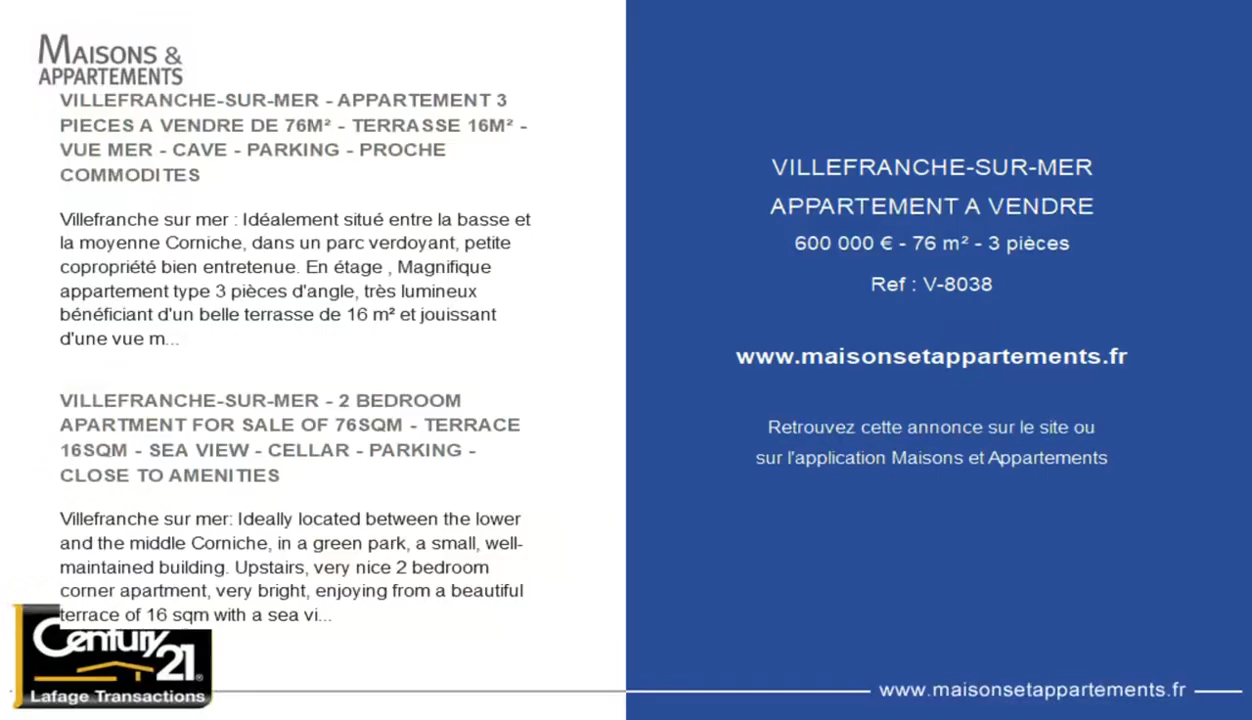 MAISONS &
APPARTEMENTS
VILLEFRANCHE-SUR-MER - APPARTEMENT 3
PIECES A VENDRE DE 76M² - TERRASSE 16M² -
VUE MER - CAVE - PARKING - PROCHE
COMMODITES
Villefranche sur mer : Idéalement situé entre la basse et
la moyenne Corniche, dans un parc verdoyant, petite
copropriété bien entretenue. En étage , Magnifique
appartement type 3 pièces d'angle, très lumineux
bénéficiant d'un belle terrasse de 16 m² et jouissant
d'une vue m...
VILLEFRANCHE-SUR-MER - 2 BEDROOM
APARTMENT FOR SALE OF 76SQM - TERRACE
16SQM - SEA VIEW - CELLAR - PARKING -
CLOSE TO AMENITIES
Villefranche sur mer: Ideally located between the lower
and the middle Corniche, in a green park, a small, well-
maintained building. Upstairs, very nice 2 bedroom
corner apartment, very bright, enjoying from a beautiful
terrace of 16 sqm with a sea vi...
Century
21®
Lafage Transactions
VILLEFRANCHE-SUR-MER
APPARTEMENT A VENDRE
600 000 € - 76 m² - 3 pièces
Ref : V-8038
www.maisonsetappartements.fr
Retrouvez cette annonce sur le site ou
sur l'application Maisons et Appartements
www.maisonsetappartements.fr